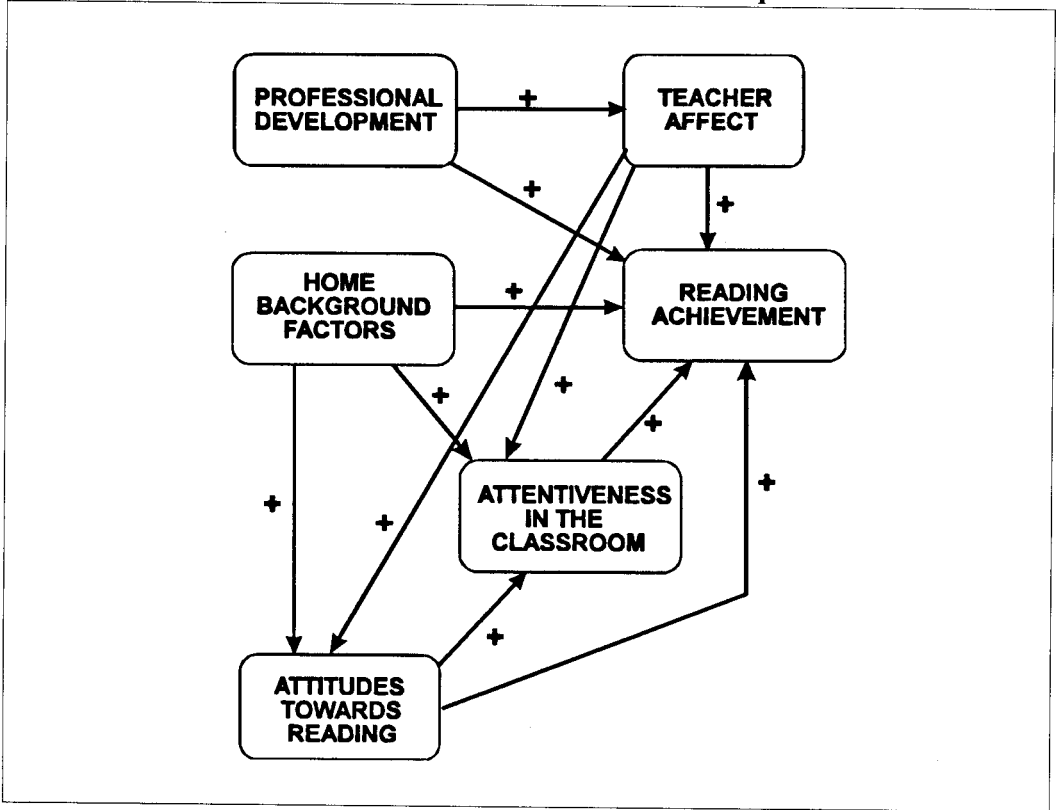 PROFESSIONAL
DEVELOPMENT
+
TEACHER
AFFECT
+
+
HOME
BACKGROUND
FACTORS
+
READING
ACHIEVEMENT
+
+
+
+
+
+
ATTENTIVENESS
IN THE
CLASSROOM
+
ATTITUDES
TOWARDS
READING